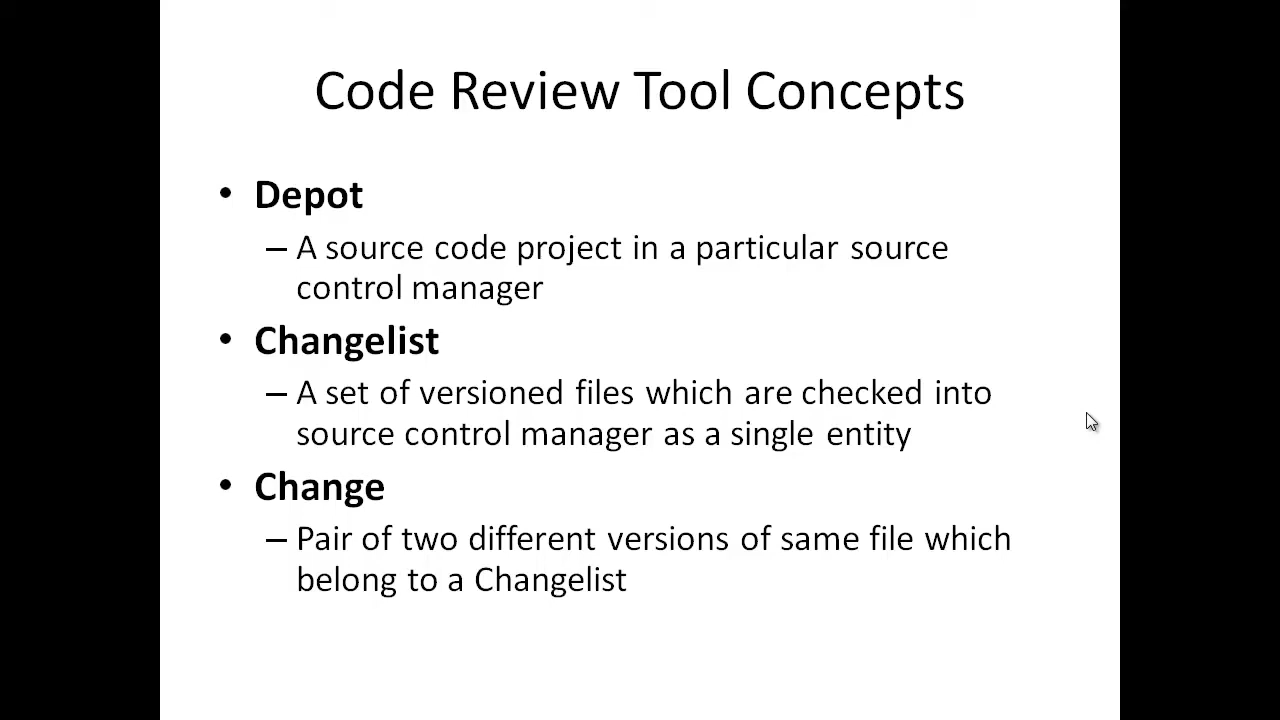 Code Review Tool Concepts
• Depot
– A source code project in a particular source
control manager
• Changelist
– A set of versioned files which are checked into
source control manager as a single entity
• Change
– Pair of two different versions of same file which
belong to a Changelist